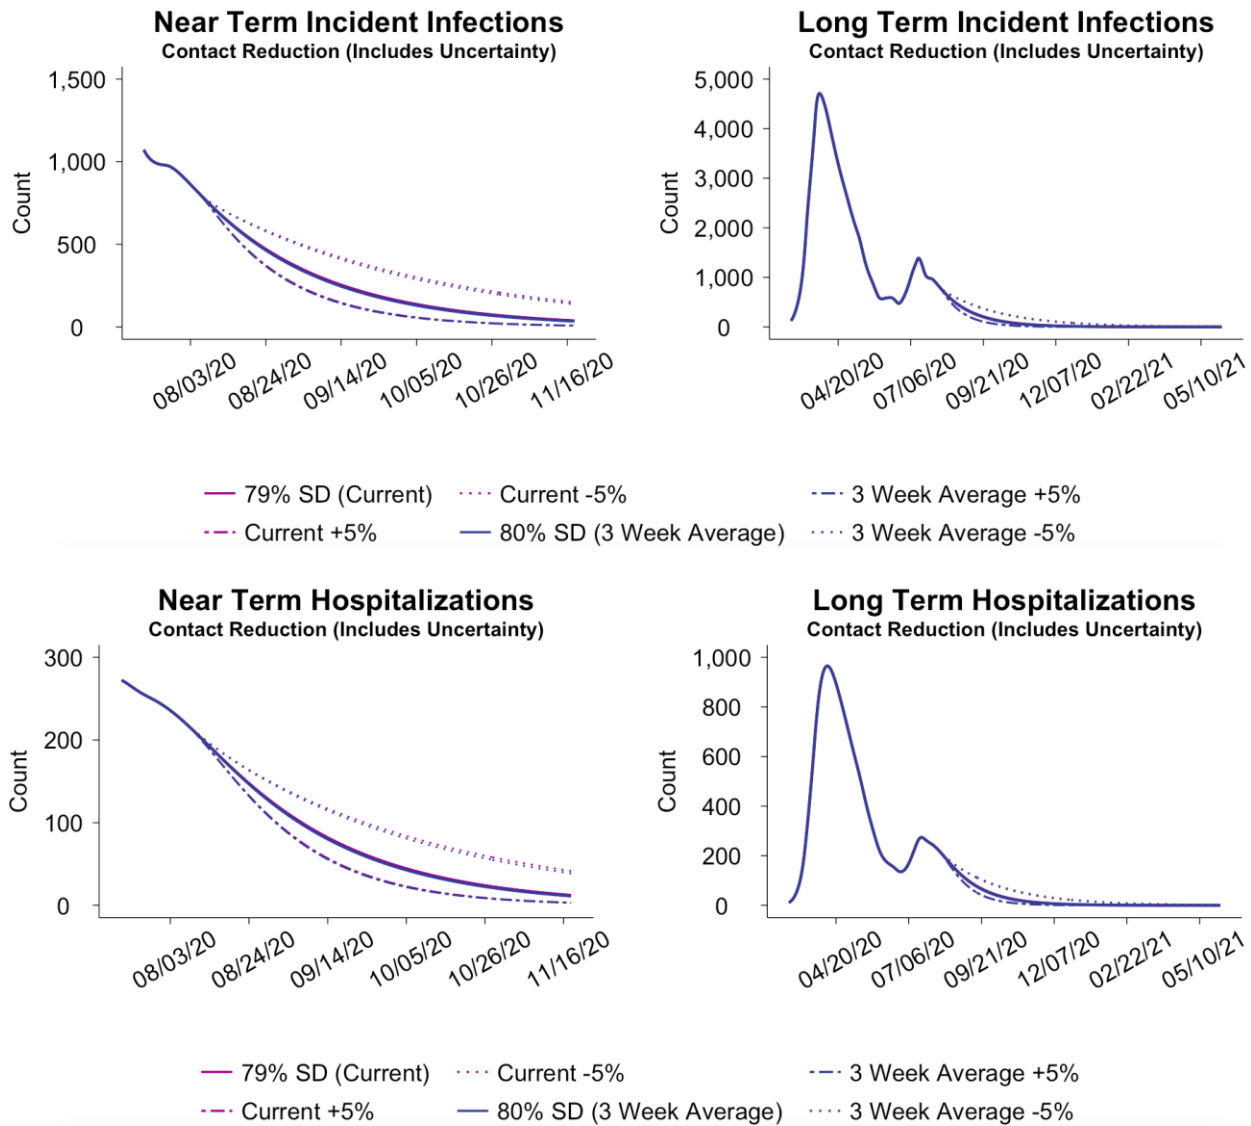 Near Term Incident Infections
Contact Reduction (Includes Uncertainty)
1,500
1,000
500
0
Count
08/03/20 08/24/20 09/14/20 10/05/20 10/26/20 11/16/20
Long Term Incident Infections
Contact Reduction (Includes Uncertainty)
5,000
4,000
3,000
2,000
1,000
0
Count
04/20/20 07/06/20 09/21/20 12/07/20 02/22/21 05/10/21
79% SD (Current) Current -5% 3 Week Average +5%
Current +5% 80% SD (3 Week Average) 3 Week Average -5%
Near Term Hospitalizations
Contact Reduction (Includes Uncertainty)
300
200
100
0
Count
08/03/20 08/24/20 09/14/20 10/05/20 10/26/20 11/16/20
Long Term Hospitalizations
Contact Reduction (Includes Uncertainty)
1,000
800
600
400
200
0
Count
04/20/20 07/06/20 09/21/20 12/07/20 02/22/21 05/10/21
79% SD (Current) Current -5% 3 Week Average +5%
Current +5% 80% SD (3 Week Average) 3 Week Average -5%